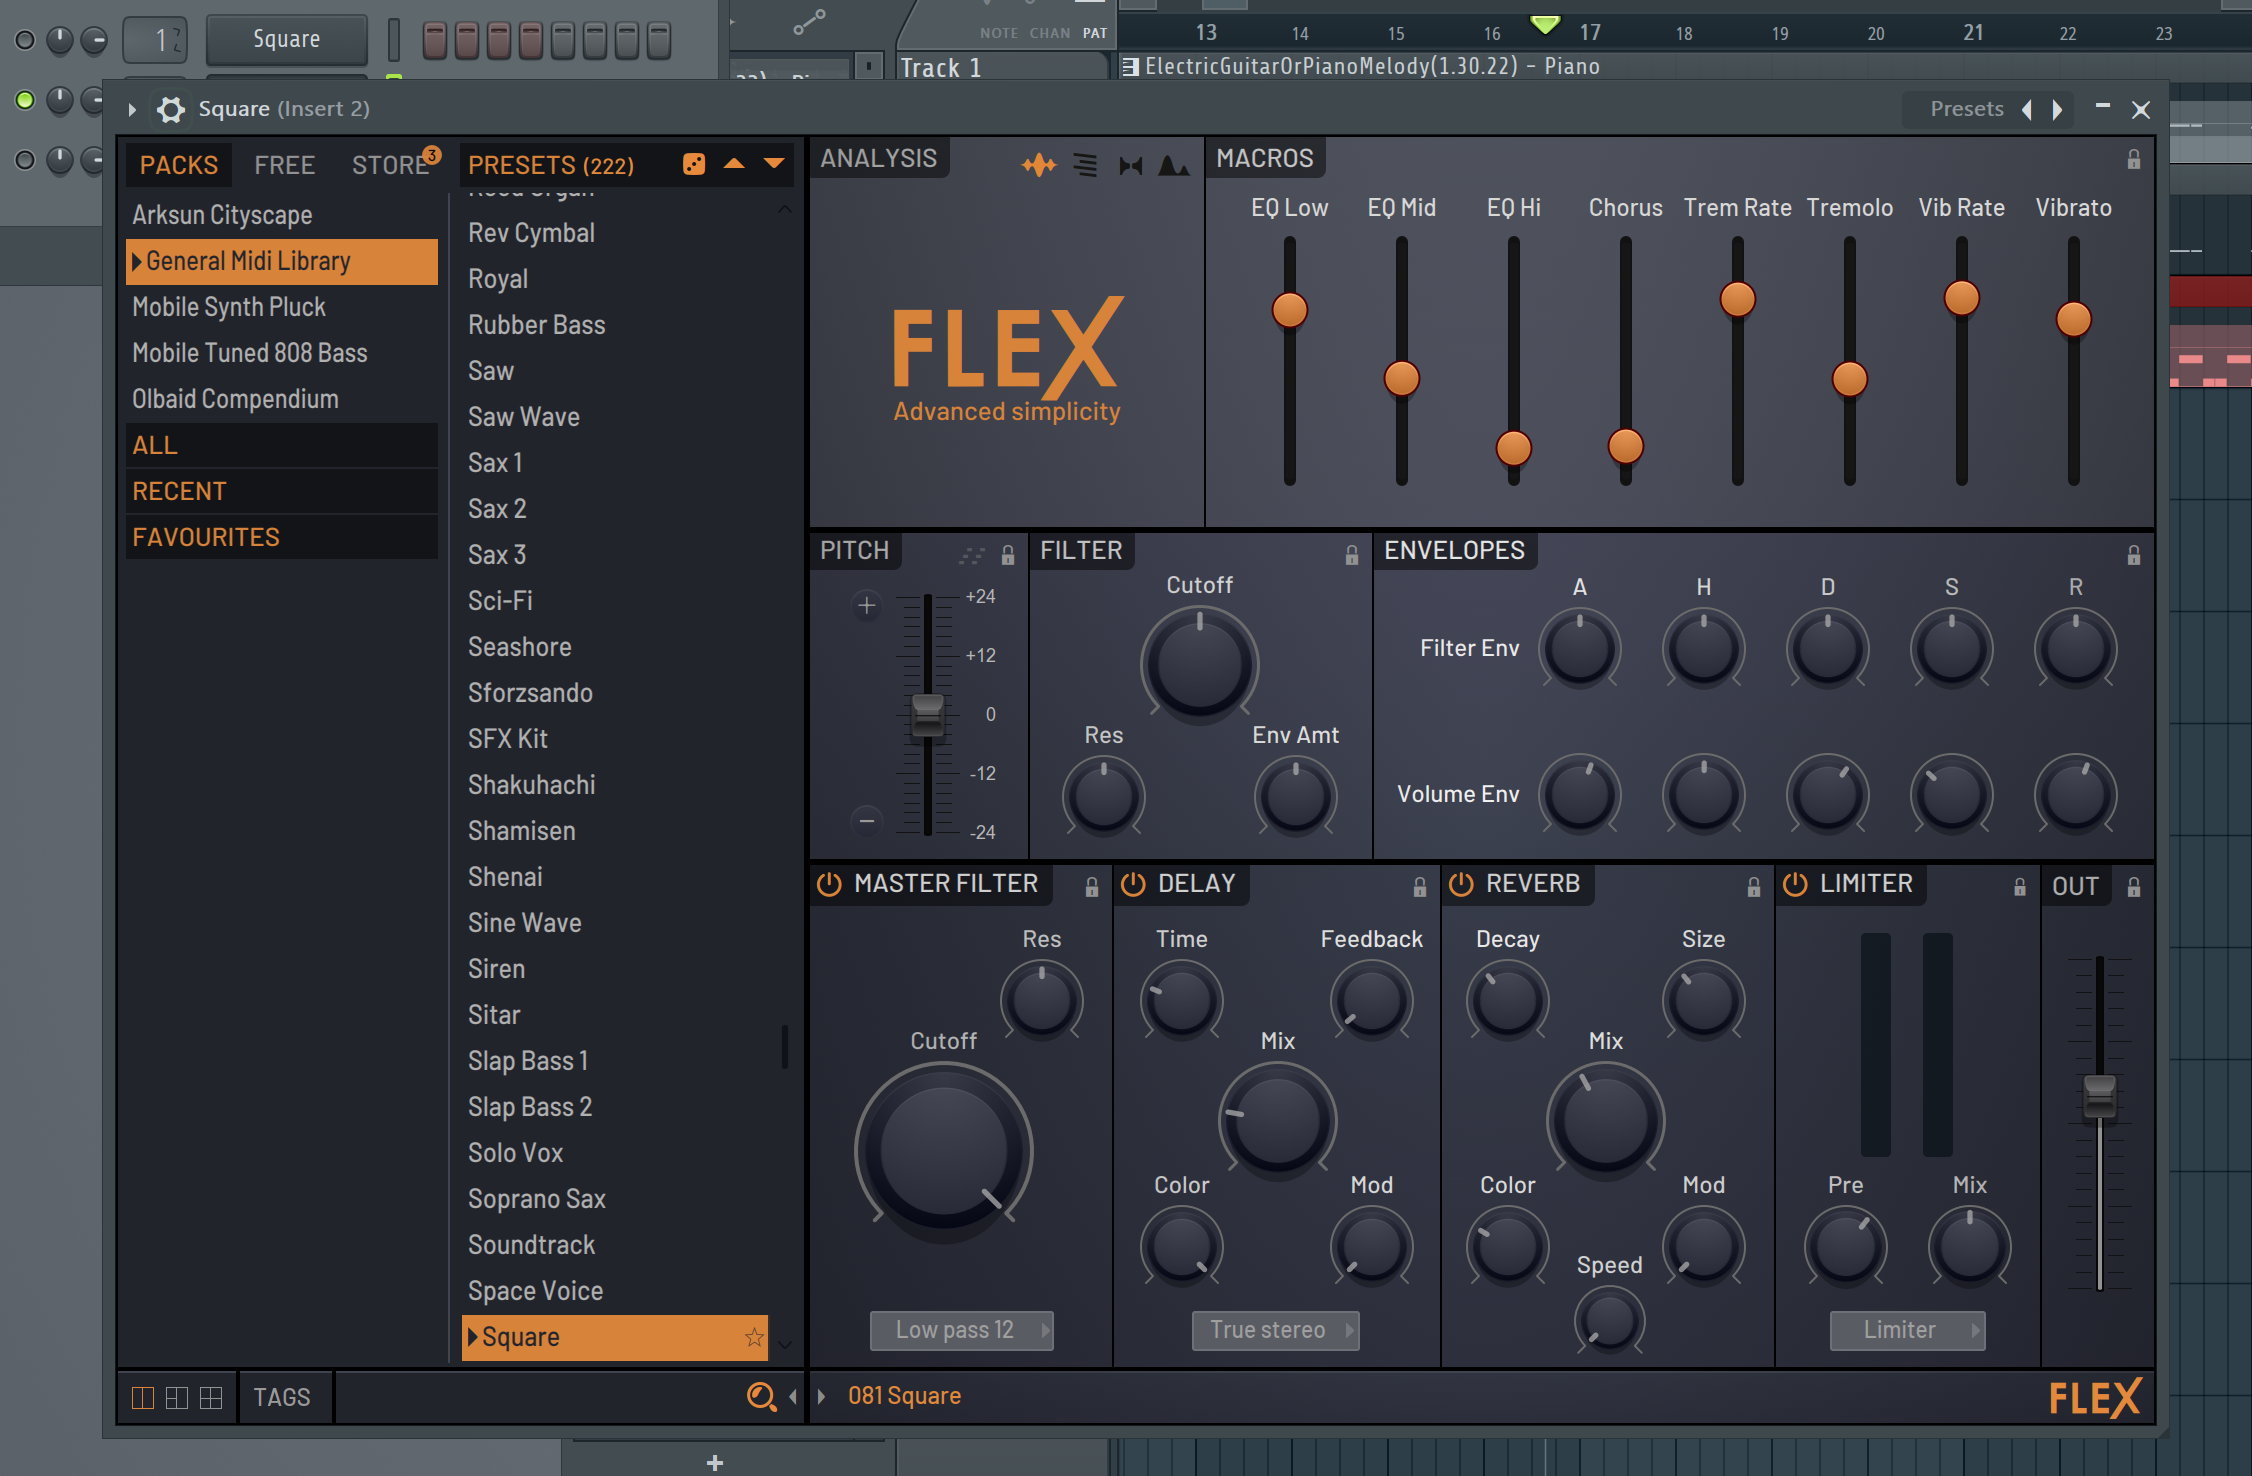 1
Square
NOTE CHAN PAT
13 14 15 16 17 18 19 20 21 22 23
Track 1
ElectricGuitarOrPianoMelody(1.30.22) - Piano
Square (Insert 2)
Presets
PACKS FREE STORE 3
PRESETS (222)
Arksun Cityscape
General Midi Library
Mobile Synth Pluck
Mobile Tuned 808 Bass
Olbaid Compendium
ALL
RECENT
FAVOURITES
Reed Organ
Rev Cymbal
Royal
Rubber Bass
Saw
Saw Wave
Sax 1
Sax 2
Sax 3
Sci-Fi
Seashore
Sforzsando
SFX Kit
Shakuhachi
Shamisen
Shenai
Sine Wave
Siren
Sitar
Slap Bass 1
Slap Bass 2
Solo Vox
Soprano Sax
Soundtrack
Space Voice
Square
TAGS
ANALYSIS
FLEX
Advanced simplicity
MACROS
EQ Low EQ Mid EQ Hi Chorus Trem Rate Tremolo Vib Rate Vibrato
PITCH
+24
+12
0
-12
-24
FILTER
Cutoff
Res Env Amt
ENVELOPES
A H D S R
Filter Env
Volume Env
MASTER FILTER
Res
Cutoff
Low pass 12
DELAY
Time Feedback
Mix
Color Mod
True stereo
REVERB
Decay Size
Mix
Color Mod
Speed
LIMITER
Pre Mix
Limiter
OUT
081 Square
FLEX